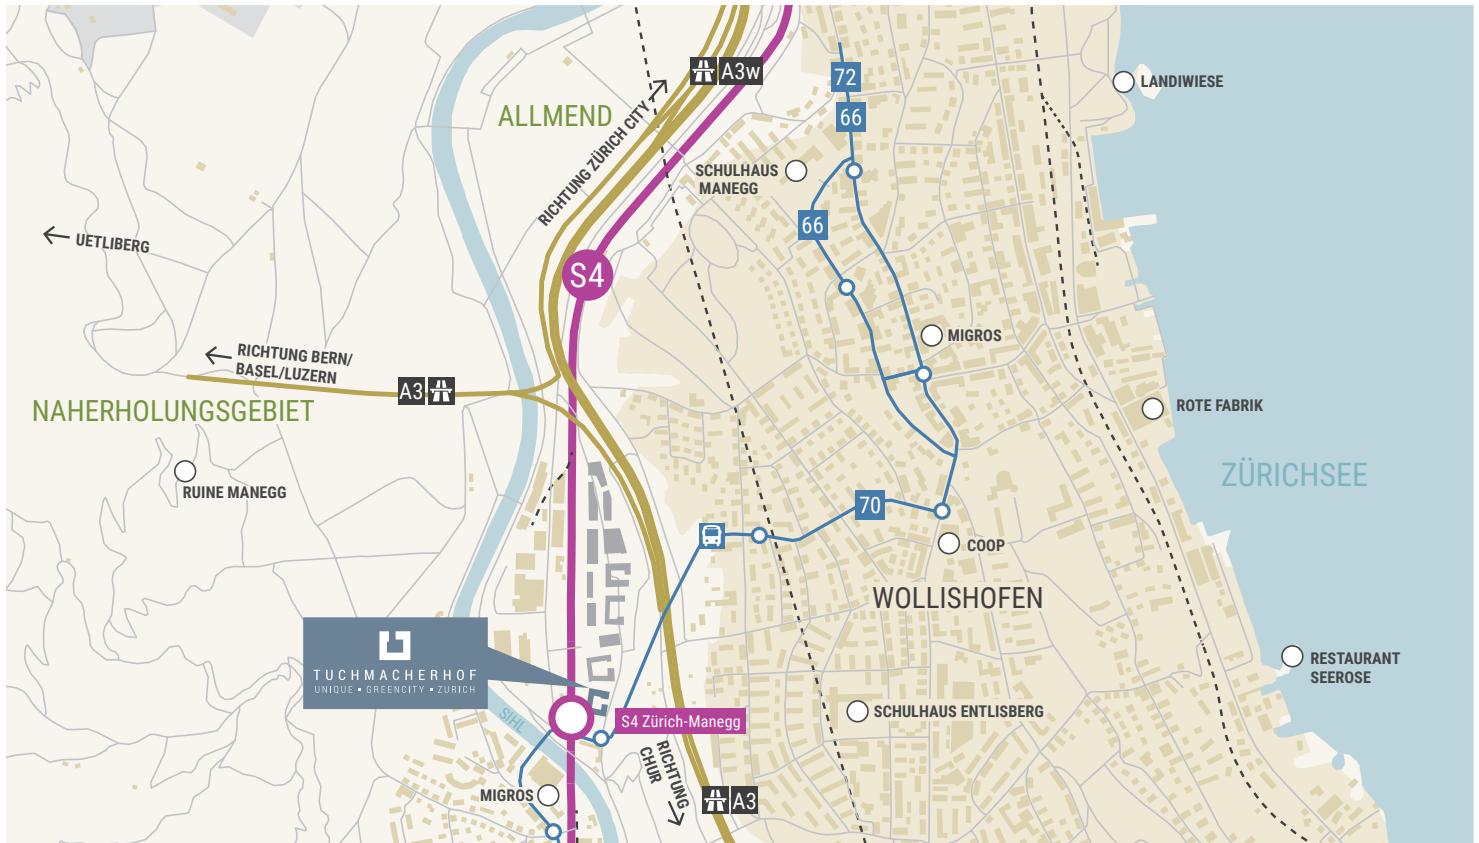 A3w
72
LANDIWIESE
ALLMEND
RICHTUNG ZÜRICH CITY
66
SCHULHAUS
MANEGG
66
UETLIBERG
S4
MIGROS
RICHTUNG BERN/
BASEL/LUZERN
A3
NAHERHOLUNGSGEBIET
ROTE FABRIK
ZÜRICHSEE
RUINE MANEGG
70
COOP
WOLLISHOFEN
TUCHMACHERHOF
UNIQUE ▪ GREENCITY ▪ ZURICH
RESTAURANT
SEEROSE
SIHL
S4 Zürich-Manegg
SCHULHAUS ENTLISBERG
RICHTUNG
CHUR
MIGROS
A3